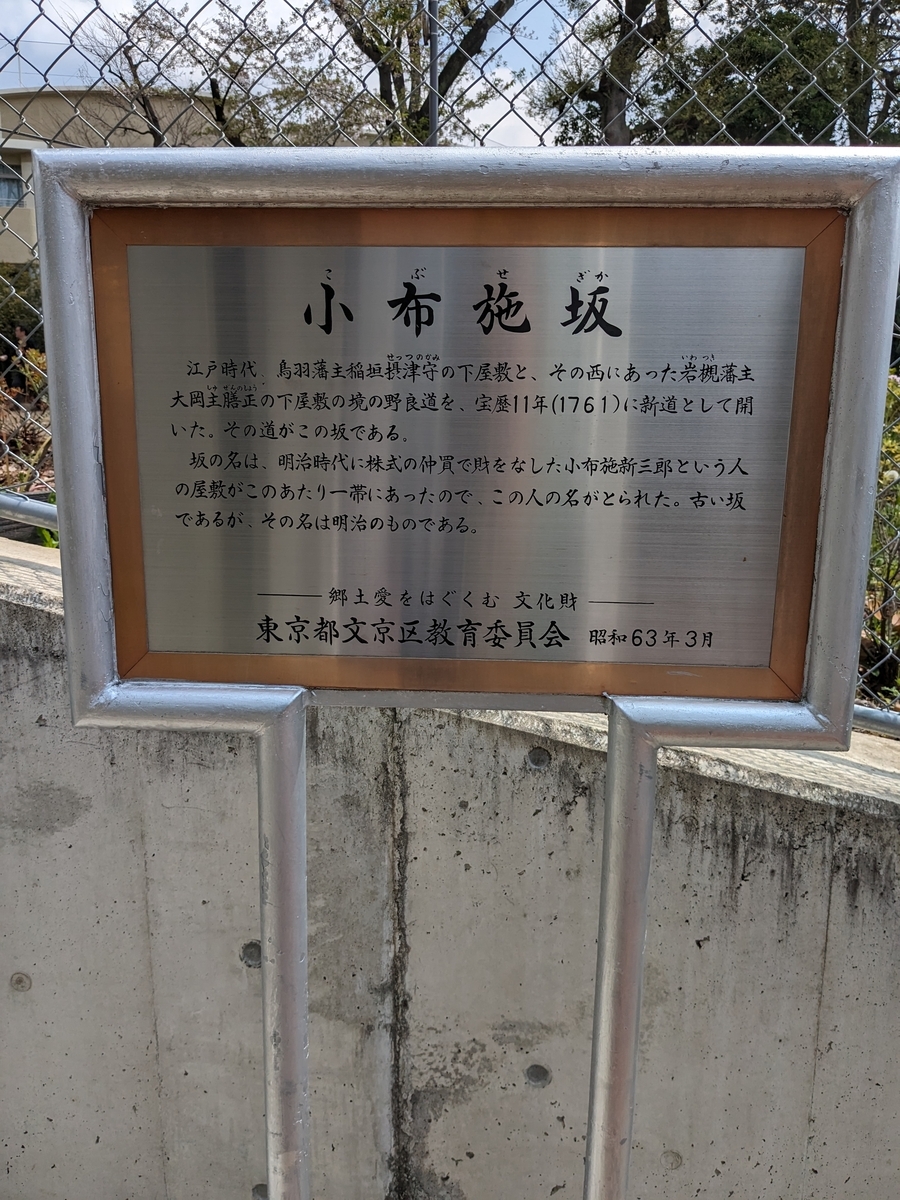 小布施坂
こ ぶ せ ざか
江戸時代、鳥羽藩主稲垣摂津守の下屋敷と、その西にあった岩槻藩主
せっつのかみ いわつき
大岡主膳正の下屋敷の境の野良道を、宝暦11年(1761)に新道として開
しゅぜんのしょう
いた。その道がこの坂である。
坂の名は、明治時代に株式の仲買で財をなした小布施新三郎という人
の屋敷がこのあたり一帯にあったので、この人の名がとられた。古い坂
であるが、その名は明治のものである。
郷土愛をはぐくむ 文化財
東京都文京区教育委員会 昭和63年3月